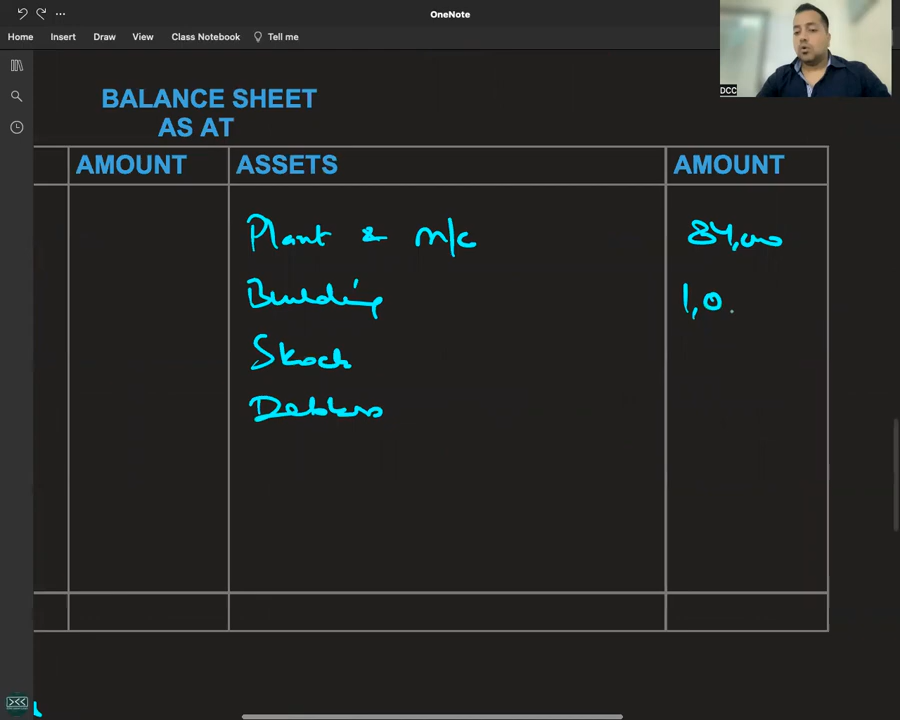 OneNote
Home Insert Draw View Class Notebook Tell me
DCC
BALANCE SHEET
AS AT
AMOUNT ASSETS AMOUNT
Plant & M/c 84,000
Building 1,0
Stock
Debtors